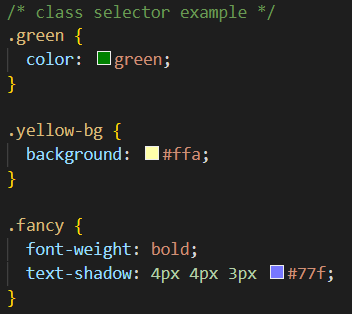 /* class selector example */
.green {
  color: green;
}

.yellow-bg {
  background: #ffa;
}

.fancy {
  font-weight: bold;
  text-shadow: 4px 4px 3px #77f;
}